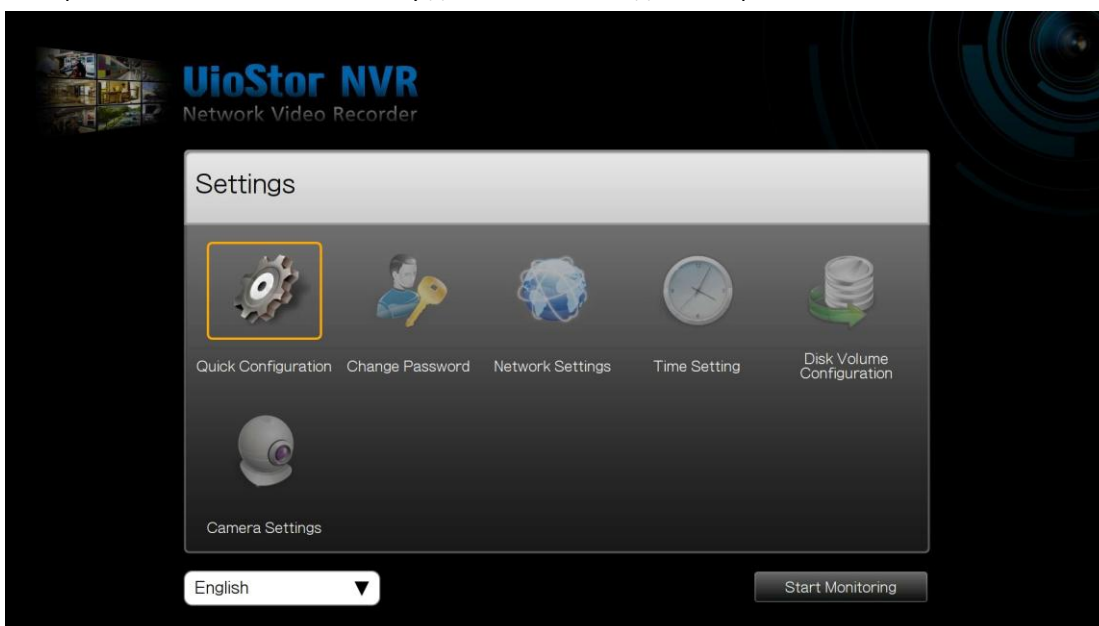 VioStor NVR
Network Video Recorder
Settings
Quick Configuration
Change Password
Network Settings
Time Setting
Disk Volume
Configuration
Camera Settings
English
Start Monitoring